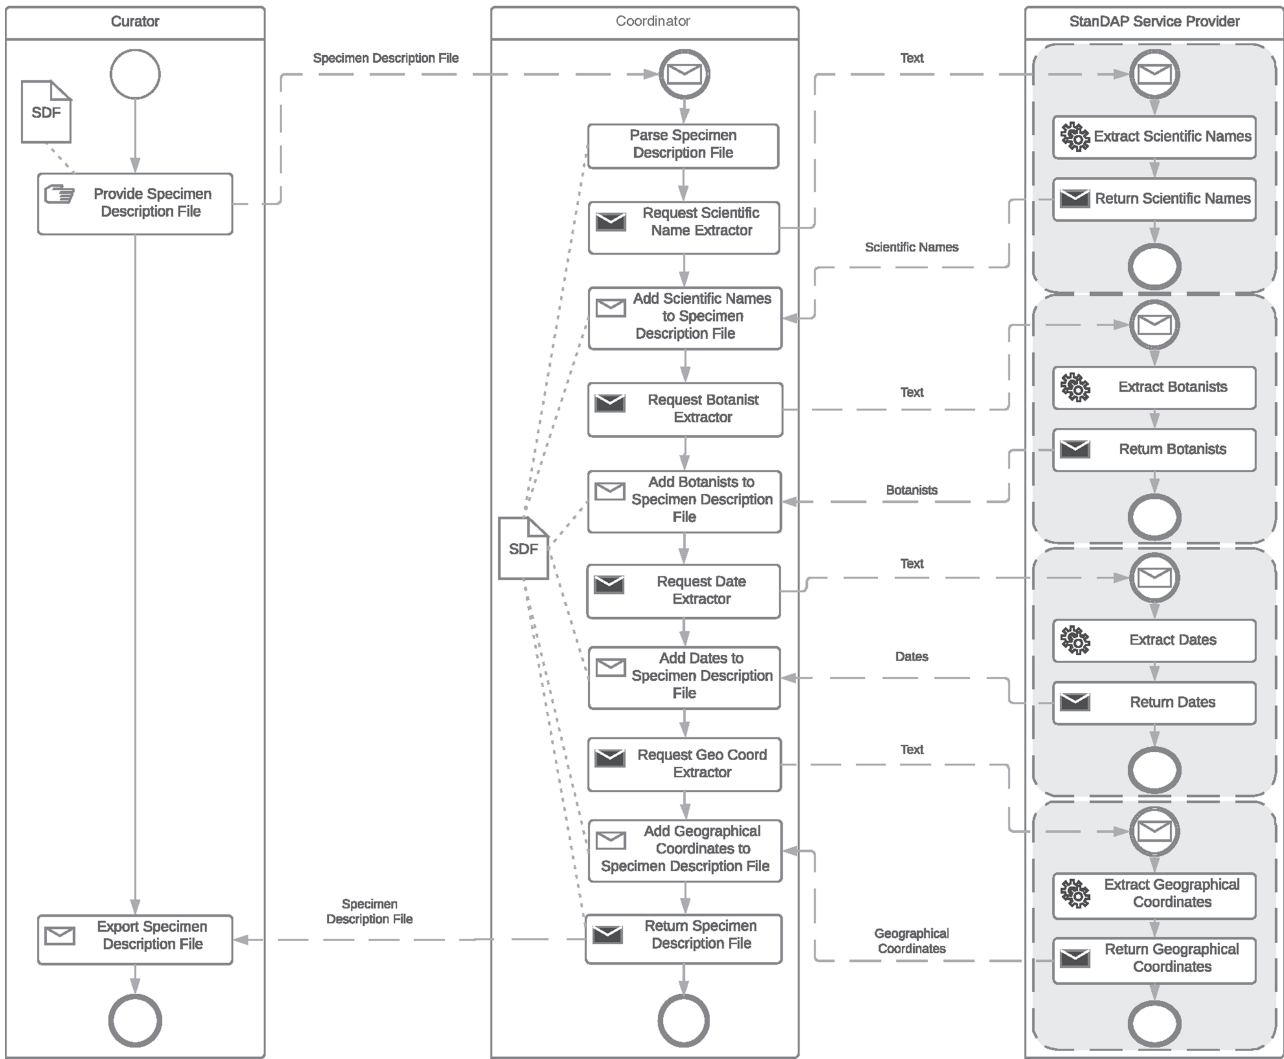 Curator
SDF
Provide Specimen
Description File
Export Specimen
Description File
Specimen Description File
Specimen
Description File
Coordinator
Parse Specimen
Description File
Request Scientific
Name Extractor
Add Scientific Names
to Specimen
Description File
Request Botanist
Extractor
Add Botanists to
Specimen Description
File
SDF
Request Date
Extractor
Add Dates to
Specimen Description
File
Request Geo Coord
Extractor
Add Geographical
Coordinates to
Specimen Description File
Return Specimen
Description File
Text
Scientific Names
Text
Botanists
Text
Dates
Text
Geographical
Coordinates
StanDAP Service Provider
Extract Scientific Names
Return Scientific Names
Extract Botanists
Return Botanists
Extract Dates
Return Dates
Extract Geographical
Coordinates
Return Geographical
Coordinates